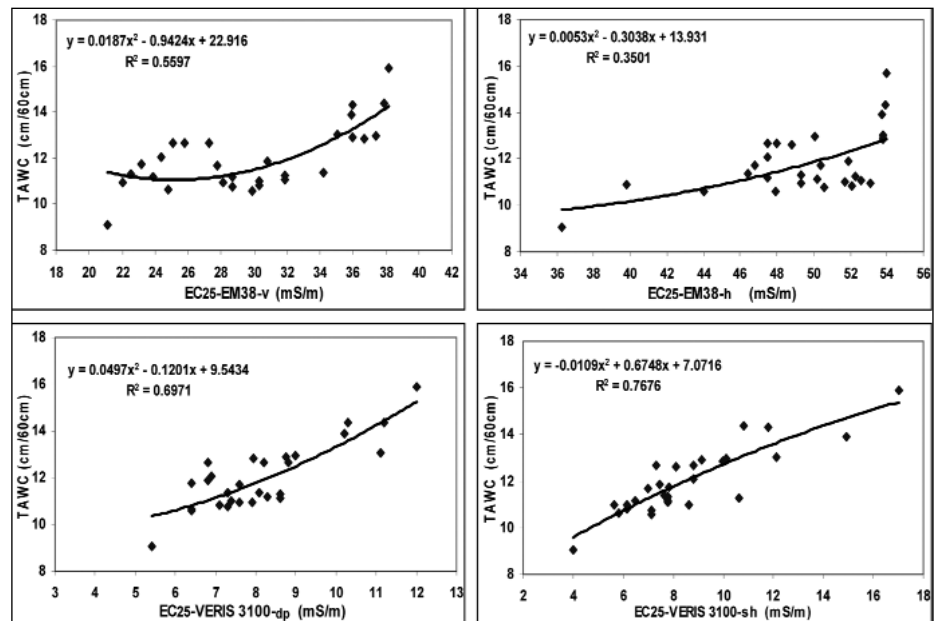 18
16
14
12
10
8
TAWC (cm/60cm)
y = 0.0187x² - 0.9424x + 22.916
R² = 0.5597
18 20 22 24 26 28 30 32 34 36 38 40 42
EC25-EM38-v (mS/m)
18
16
14
12
10
8
TAWC (cm/60cm)
y = 0.0053x² - 0.3038x + 13.931
R² = 0.3501
34 36 38 40 42 44 46 48 50 52 54 56
EC25-EM38-h (mS/m)
18
16
14
12
10
8
TAWC (cm/60cm)
y = 0.0497x² - 0.1201x + 9.5434
R² = 0.6971
3 4 5 6 7 8 9 10 11 12 13
EC25-VERIS 3100-dp (mS/m)
18
16
14
12
10
8
TAWC (cm/60cm)
y = -0.0109x² + 0.6748x + 7.0716
R² = 0.7676
2 4 6 8 10 12 14 16 18
EC25-VERIS 3100-sh (mS/m)